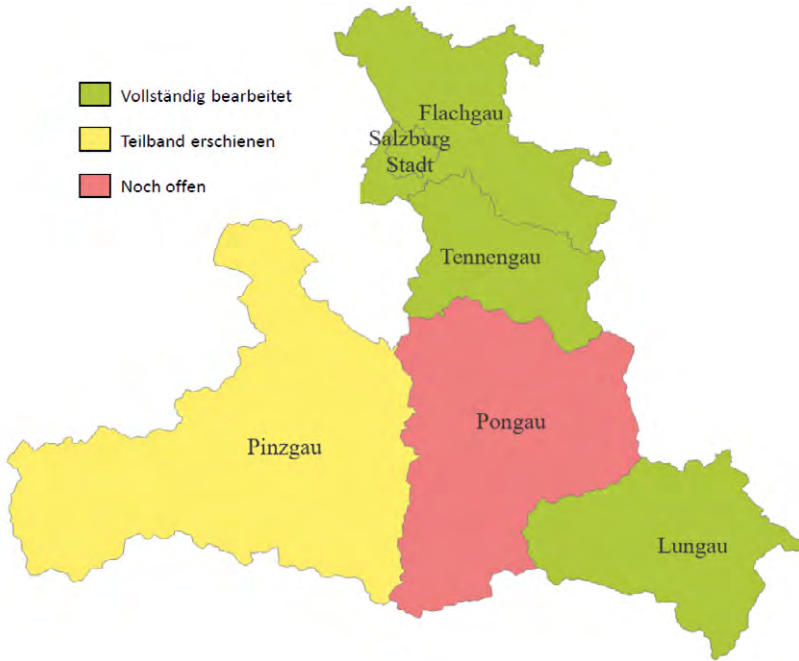 Vollständig bearbeitet
Teilband erschienen
Noch offen
Flachgau
Salzburg
Stadt
Tennengau
Pongau
Pinzgau
Lungau